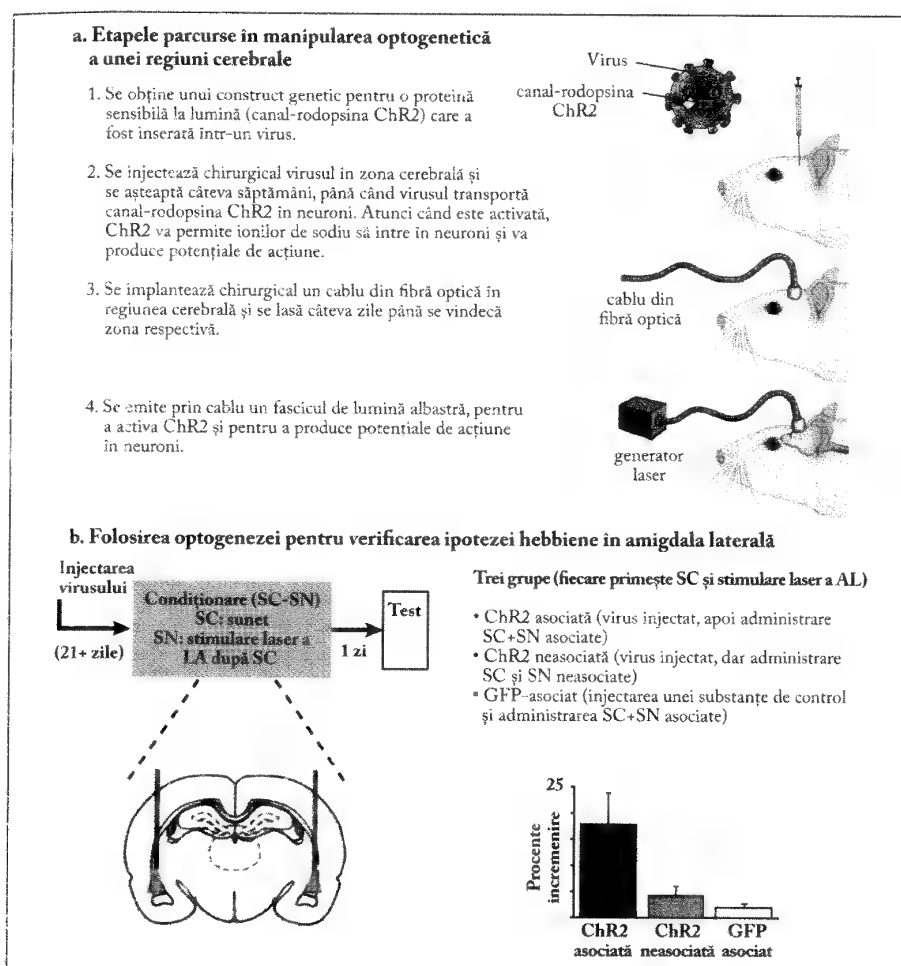 a. Etapele parcurse în manipularea optogenetică
a unei regiuni cerebrale
1. Se obține unui construct genetic pentru o proteină
sensibilă la lumină (canal-rodopsina ChR2) care a
fost inserată într-un virus.
2. Se injectează chirurgical virusul in zona cerebrală și
se așteaptă câteva săptămâni, până când virusul transportă
canal-rodopsina ChR2 în neuroni. Atunci când este activată,
ChR2 va permite ionilor de sodiu să intre în neuroni și va
produce potențiale de acțiune.
3. Se implantează chirurgical un cablu din fibră optică în
regiunea cerebrală și se lasă câteva zile până se vindecă
zona respectivă.
4. Se emite prin cablu un fascicul de lumină albastră, pentru
a activa ChR2 și pentru a produce potențiale de acțiune
în neuroni.
Virus
canal-rodopsina
ChR2
cablu din
fibră optică
generator
laser
b. Folosirea optogenezei pentru verificarea ipotezei hebbiene în amigdala laterală
Injectarea
virusului
(21+ zile)
Condiționare (SC-SN)
SC: sunet
SN: stimulare laser a
LA după SC
1 zi
Test
Trei grupe (fiecare primește SC și stimulare laser a AL)
• ChR2 asociată (virus injectat, apoi administrare
SC+SN asociate)
• ChR2 neasociată (virus injectat, dar administrare
SC și SN neasociate)
▪ GFP-asociat (injectarea unei substanțe de control
și administrarea SC+SN asociate)
25
Procente
incremenire
ChR2
asociată
ChR2
neasociată
GFP
asociat